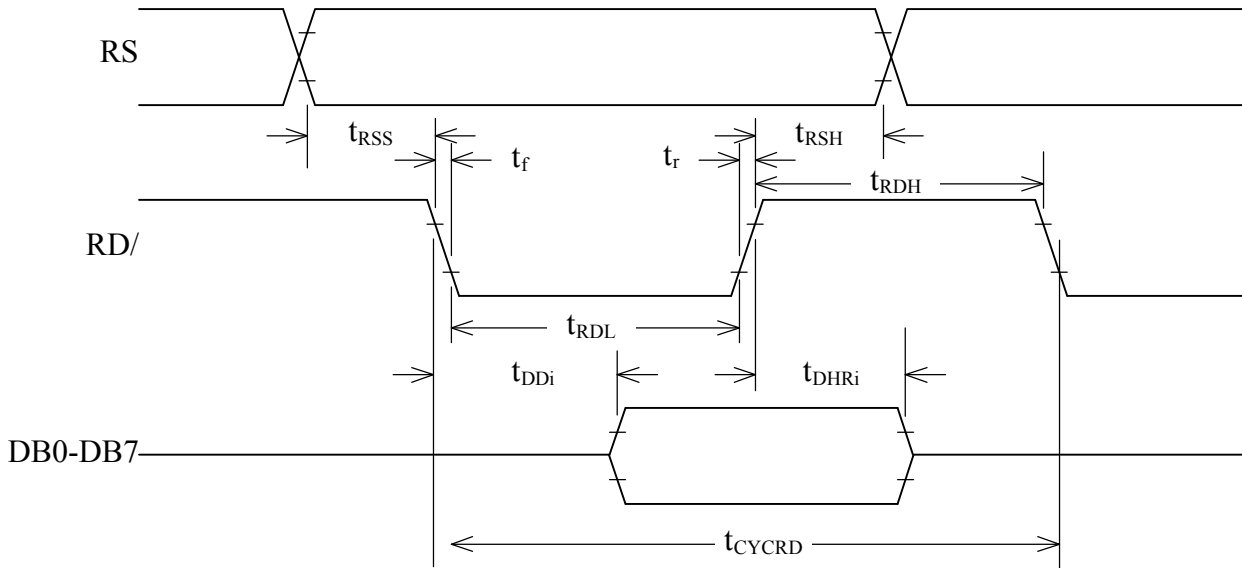 RS
tRSS
tRSH
tf
tr
tRDH
RD/
tRDL
tDDi
tDHRi
DB0-DB7
tCYCRD